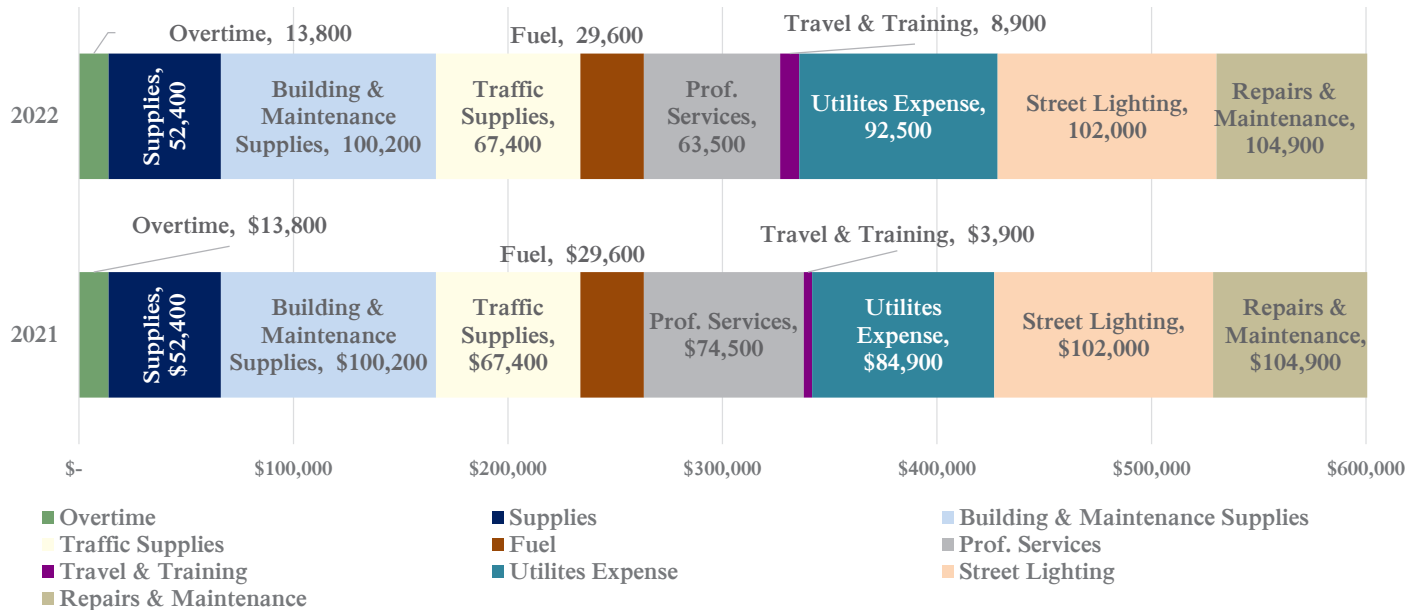 Travel & Training, 8,900
Overtime, 13,800
Fuel, 29,600
2022
Supplies,
52,400
Building &
Maintenance
Supplies, 100,200
Traffic
Supplies,
67,400
Prof.
Services,
63,500
Utilites Expense,
92,500
Street Lighting,
102,000
Repairs &
Maintenance,
104,900
Overtime, $13,800
Fuel, $29,600
Travel & Training, $3,900
2021
Supplies,
$52,400
Building &
Maintenance
Supplies, $100,200
Traffic
Supplies,
$67,400
Prof. Services,
$74,500
Utilites
Expense,
$84,900
Street Lighting,
$102,000
Repairs &
Maintenance,
$104,900
$- $100,000 $200,000 $300,000 $400,000 $500,000 $600,000
Overtime Supplies Building & Maintenance Supplies
Traffic Supplies Fuel Prof. Services
Travel & Training Utilites Expense Street Lighting
Repairs & Maintenance